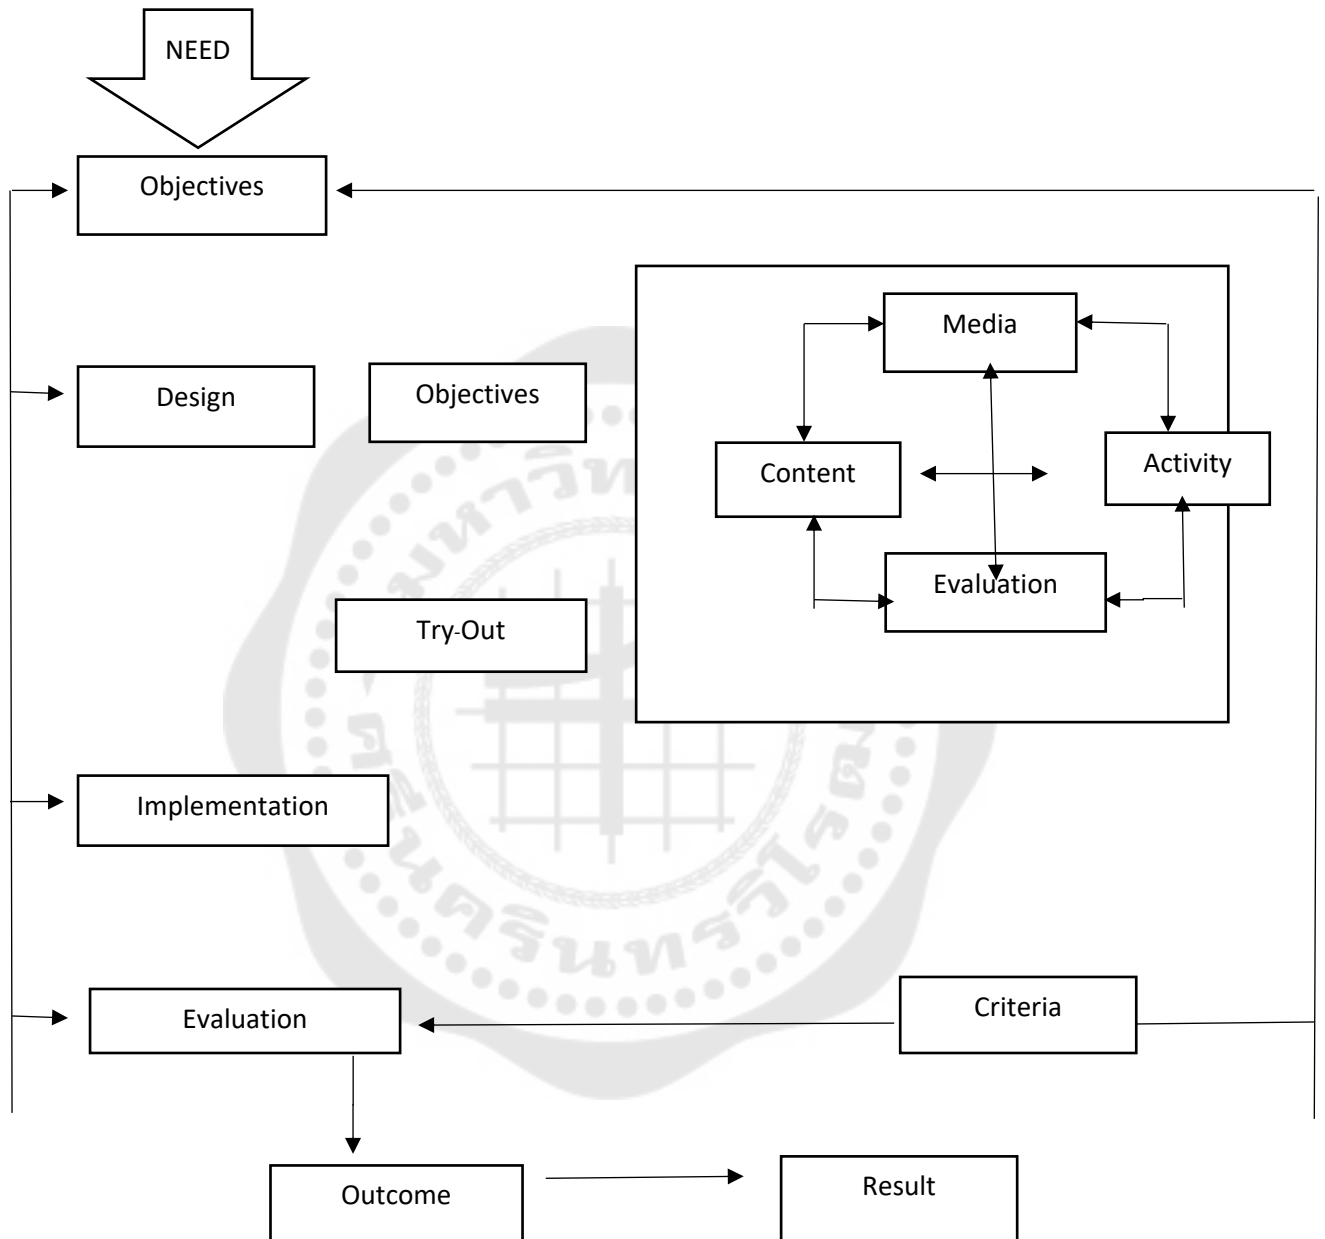 NEED
Objectives
Media
Design
Objectives
Content
Activity
Evaluation
Try-Out
Implementation
Evaluation
Criteria
Outcome
Result